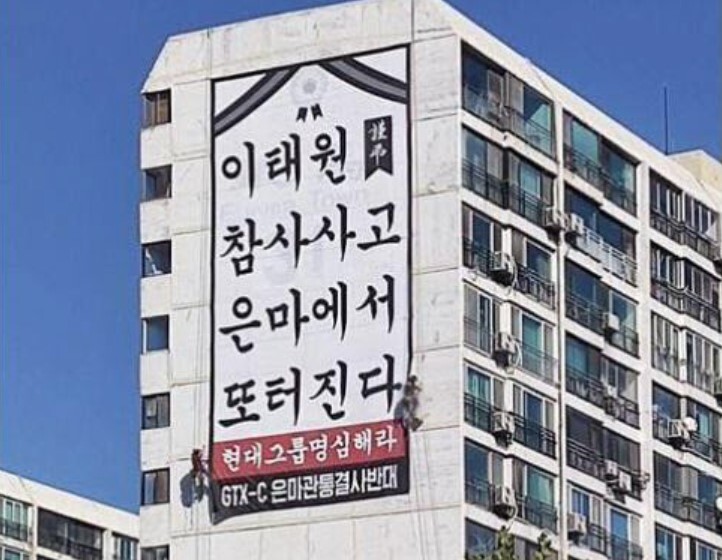 이태원
謹弔
참사사고
은마에서
또터진다
현대그룹명심해라
GTX-C 은마관통결사반대